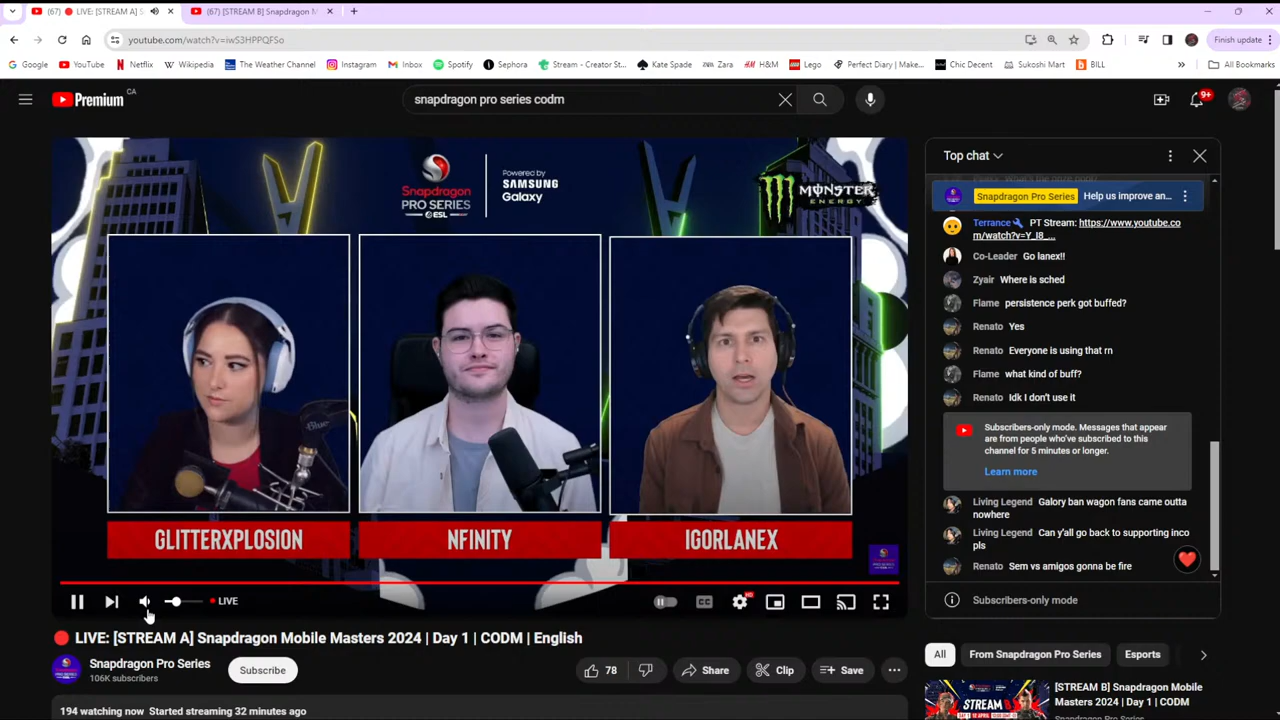 (67) 🔴 LIVE: [STREAM A] S
(67) [STREAM B] Snapdragon M
youtube.com/watch?v=iwS3HPPQFSo
Finish update
Google
YouTube
Netflix
Wikipedia
The Weather Channel
Instagram
Inbox
Spotify
Sephora
Stream - Creator St...
Kate Spade
Zara
H&M
Lego
Perfect Diary | Make...
Chic Decent
Sukoshi Mart
BILL
All Bookmarks
Premium CA
snapdragon pro series codm
9+
SNAPDRAGON
PRO SERIES
ESL
Powered by
SAMSUNG
Galaxy
MONSTER
ENERGY
Blue
GLITTERXPLOSION
NFINITY
IGORLANEX
LIVE
CC
HD
Top chat
Snapdragon Pro Series Help us improve an...
Terrance PT Stream: https://www.youtube.co
m/watch?v=Y_I8_...
Co-Leader Go lanex!!
Zyair Where is sched
Flame persistence perk got buffed?
Renato Yes
Renato Everyone is using that rn
Flame what kind of buff?
Renato Idk I don't use it
Subscribers-only mode. Messages that appear
are from people who've subscribed to this
channel for 5 minutes or longer.
Learn more
Living Legend Galory ban wagon fans came outta
nowhere
Living Legend Can y'all go back to supporting inco
pls
Renato Sem vs amigos gonna be fire
Subscribers-only mode
🔴 LIVE: [STREAM A] Snapdragon Mobile Masters 2024 | Day 1 | CODM | English
Snapdragon Pro Series
106K subscribers
Subscribe
78
Share
Clip
Save
194 watching now Started streaming 32 minutes ago
All
From Snapdragon Pro Series
Esports
STREAM B
[STREAM B] Snapdragon Mobile
Masters 2024 | Day 1 | CODM
Snapdragon Pro Series